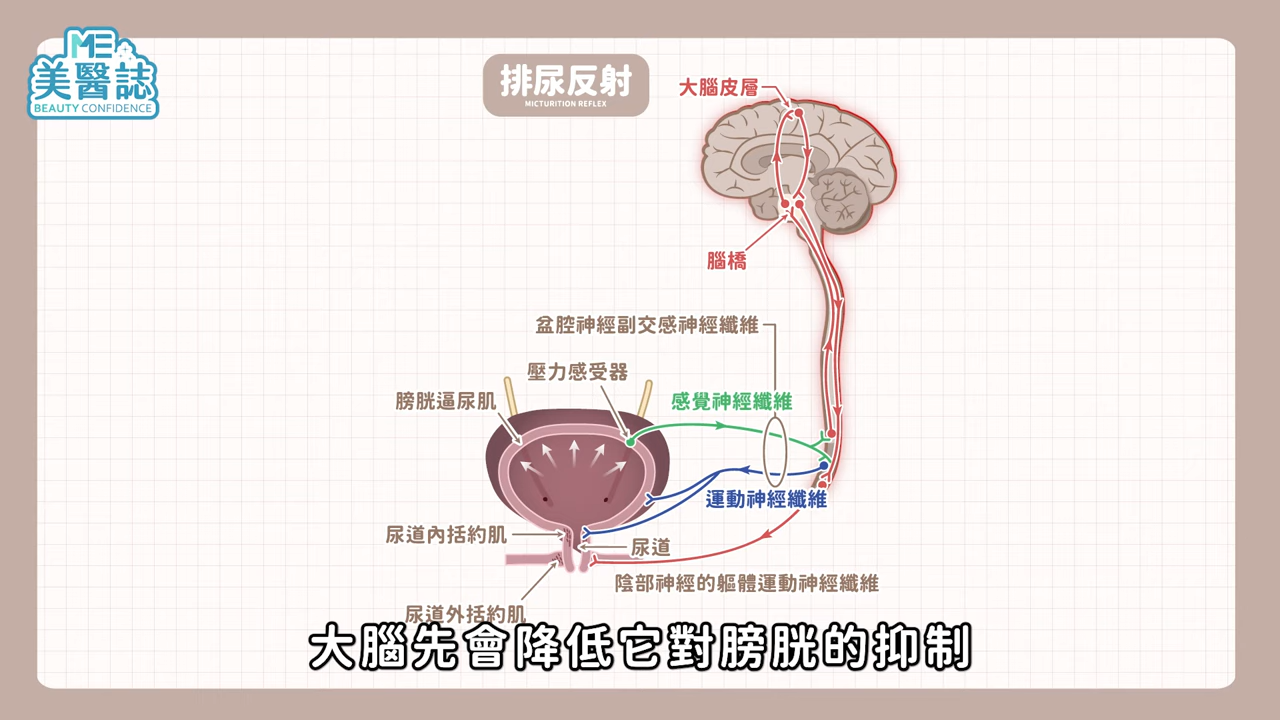 ME
美醫誌
BEAUTY CONFIDENCE
排尿反射
MICTURITION REFLEX
大腦皮層
腦橋
盆腔神經副交感神經纖維
壓力感受器
膀胱逼尿肌
感覺神經纖維
運動神經纖維
尿道內括約肌
尿道
陰部神經的軀體運動神經纖維
尿道外括約肌
大腦先會降低它對膀胱的抑制